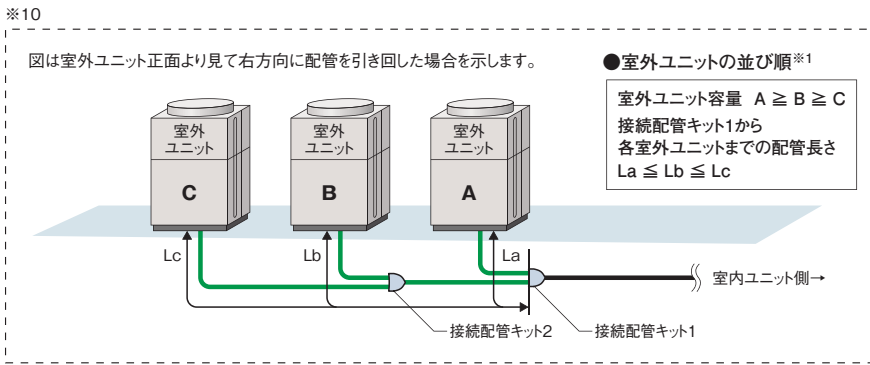 ※10
図は室外ユニット正面より見て右方向に配管を引き回した場合を示します。
●室外ユニットの並び順※1
室外ユニット容量 A ≧ B ≧ C
接続配管キット1から
各室外ユニットまでの配管長さ
La ≦ Lb ≦ Lc
室外
ユニット
C
室外
ユニット
B
室外
ユニット
A
Lc
Lb
La
室内ユニット側→
接続配管キット2
接続配管キット1